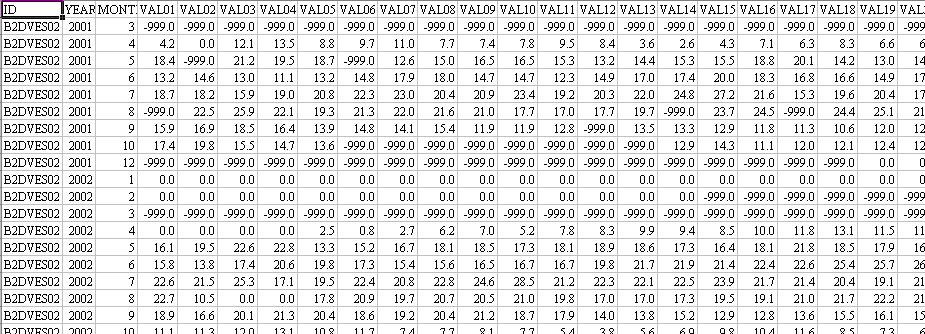 ID YEAR MONT VAL01 VAL02 VAL03 VAL04 VAL05 VAL06 VAL07 VAL08 VAL09 VAL10 VAL11 VAL12 VAL13 VAL14 VAL15 VAL16 VAL17 VAL18 VAL19
B2DVES02 2001 3 -999.0 -999.0 -999.0 -999.0 -999.0 -999.0 -999.0 -999.0 -999.0 -999.0 -999.0 -999.0 -999.0 -999.0 -999.0 -999.0 -999.0 -999.0 -999.0 -999
B2DVES02 2001 4 4.2 0.0 12.1 13.5 8.8 9.7 11.0 7.7 7.4 7.8 9.5 8.4 3.6 2.6 4.3 7.1 6.3 8.3 6.6 6
B2DVES02 2001 5 18.4 -999.0 21.2 19.5 18.7 -999.0 12.6 15.0 16.5 16.5 15.3 13.2 14.4 15.3 15.5 18.8 20.1 14.2 13.0 14
B2DVES02 2001 6 13.2 14.6 13.0 11.1 13.2 14.8 17.9 18.0 14.7 14.7 12.3 14.9 17.0 17.4 20.0 18.3 16.8 16.6 14.9 17
B2DVES02 2001 7 18.7 18.2 15.9 19.0 20.8 22.3 23.0 20.4 20.9 23.4 19.2 20.3 22.0 24.8 27.2 21.6 15.3 19.6 20.4 17
B2DVES02 2001 8 -999.0 22.5 25.9 22.1 19.3 21.3 22.0 21.6 21.0 17.7 17.0 17.7 19.7 -999.0 23.7 24.5 -999.0 24.4 25.1 21
B2DVES02 2001 9 15.9 16.9 18.5 16.4 13.9 14.8 14.1 15.4 11.9 11.9 12.8 -999.0 13.5 13.3 12.9 11.8 11.3 10.6 12.0 12
B2DVES02 2001 10 17.4 19.8 15.5 14.7 13.6 -999.0 -999.0 -999.0 -999.0 -999.0 -999.0 -999.0 -999.0 12.9 14.3 11.1 12.0 12.1 12.4 12
B2DVES02 2001 12 -999.0 -999.0 -999.0 -999.0 -999.0 -999.0 -999.0 -999.0 -999.0 -999.0 -999.0 -999.0 -999.0 -999.0 -999.0 -999.0 -999.0 -999.0 0.0 0
B2DVES02 2002 1 0.0 0.0 0.0 0.0 0.0 0.0 0.0 0.0 0.0 0.0 0.0 0.0 0.0 0.0 0.0 0.0 0.0 0.0 0.0 0
B2DVES02 2002 2 0.0 0.0 0.0 0.0 0.0 0.0 0.0 0.0 0.0 0.0 0.0 0.0 0.0 0.0 -999.0 -999.0 -999.0 -999.0 -999.0 -999
B2DVES02 2002 3 -999.0 -999.0 -999.0 -999.0 -999.0 -999.0 -999.0 -999.0 -999.0 -999.0 -999.0 -999.0 -999.0 -999.0 -999.0 -999.0 -999.0 -999.0 -999.0 -999
B2DVES02 2002 4 0.0 0.0 0.0 0.0 2.5 0.8 2.7 6.2 7.0 5.2 7.8 8.3 9.9 9.4 8.5 10.0 11.8 13.1 11.5 11
B2DVES02 2002 5 16.1 19.5 22.6 22.8 13.3 15.2 16.7 18.1 18.5 17.3 18.1 18.9 18.6 17.3 16.4 18.1 21.8 18.5 17.9 16
B2DVES02 2002 6 15.8 13.8 17.4 20.6 19.8 17.3 15.4 15.6 16.5 16.7 16.7 19.8 21.7 21.9 21.4 22.4 22.6 25.4 25.7 26
B2DVES02 2002 7 22.6 21.5 25.3 17.1 19.5 22.4 20.8 22.8 24.6 28.5 21.2 22.3 22.1 22.5 23.9 21.7 21.4 20.4 19.1 21
B2DVES02 2002 8 22.7 10.5 0.0 0.0 17.8 20.9 19.7 20.7 20.5 21.0 19.8 17.0 17.0 17.3 19.5 19.1 21.0 21.7 22.2 21
B2DVES02 2002 9 18.9 16.6 20.1 21.3 20.4 18.6 19.2 20.4 21.2 18.7 17.9 14.0 13.8 15.2 12.9 12.8 13.6 15.5 16.1 15
B2DVES02 2002 10 11.1 11.3 12.0 13.1 10.8 11.7 7.4 7.7 8.1 7.7 5.4 3.8 5.6 6.9 9.8 10.4 11.6 8.5 7.3 6